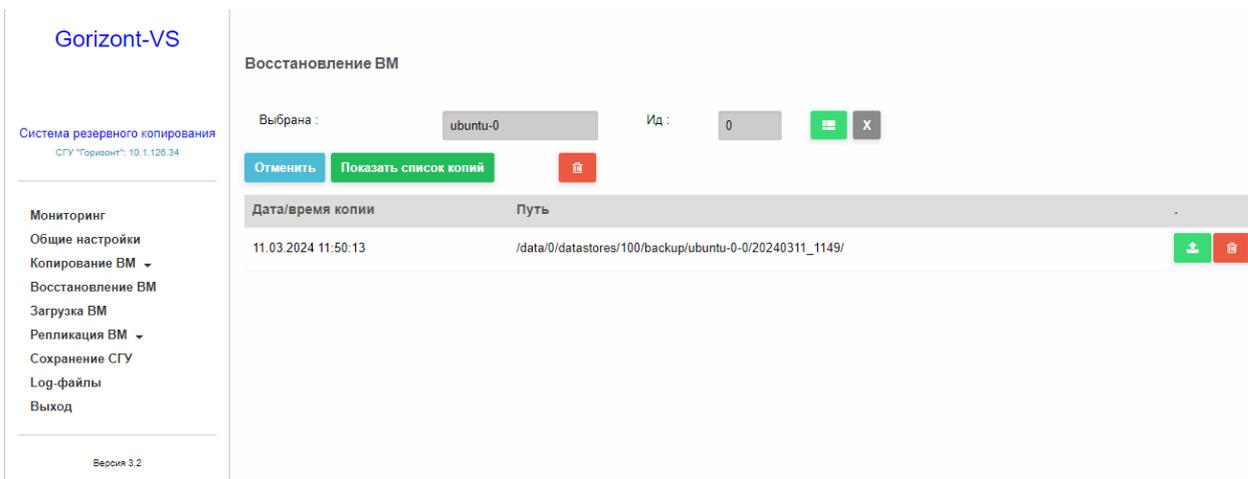 Gorizont-VS
Система резервного копирования
СГУ "Горизонт": 10.1.126.34
Мониторинг
Общие настройки
Копирование ВМ
Восстановление ВМ
Загрузка ВМ
Репликация ВМ
Сохранение СГУ
Log-файлы
Выход
Версия 3.2
Восстановление ВМ
Выбрана : ubuntu-0 Ид : 0 X
Отменить Показать список копий
Дата/время копии Путь .
11.03.2024 11:50:13 /data/0/datastores/100/backup/ubuntu-0-0/20240311_1149/